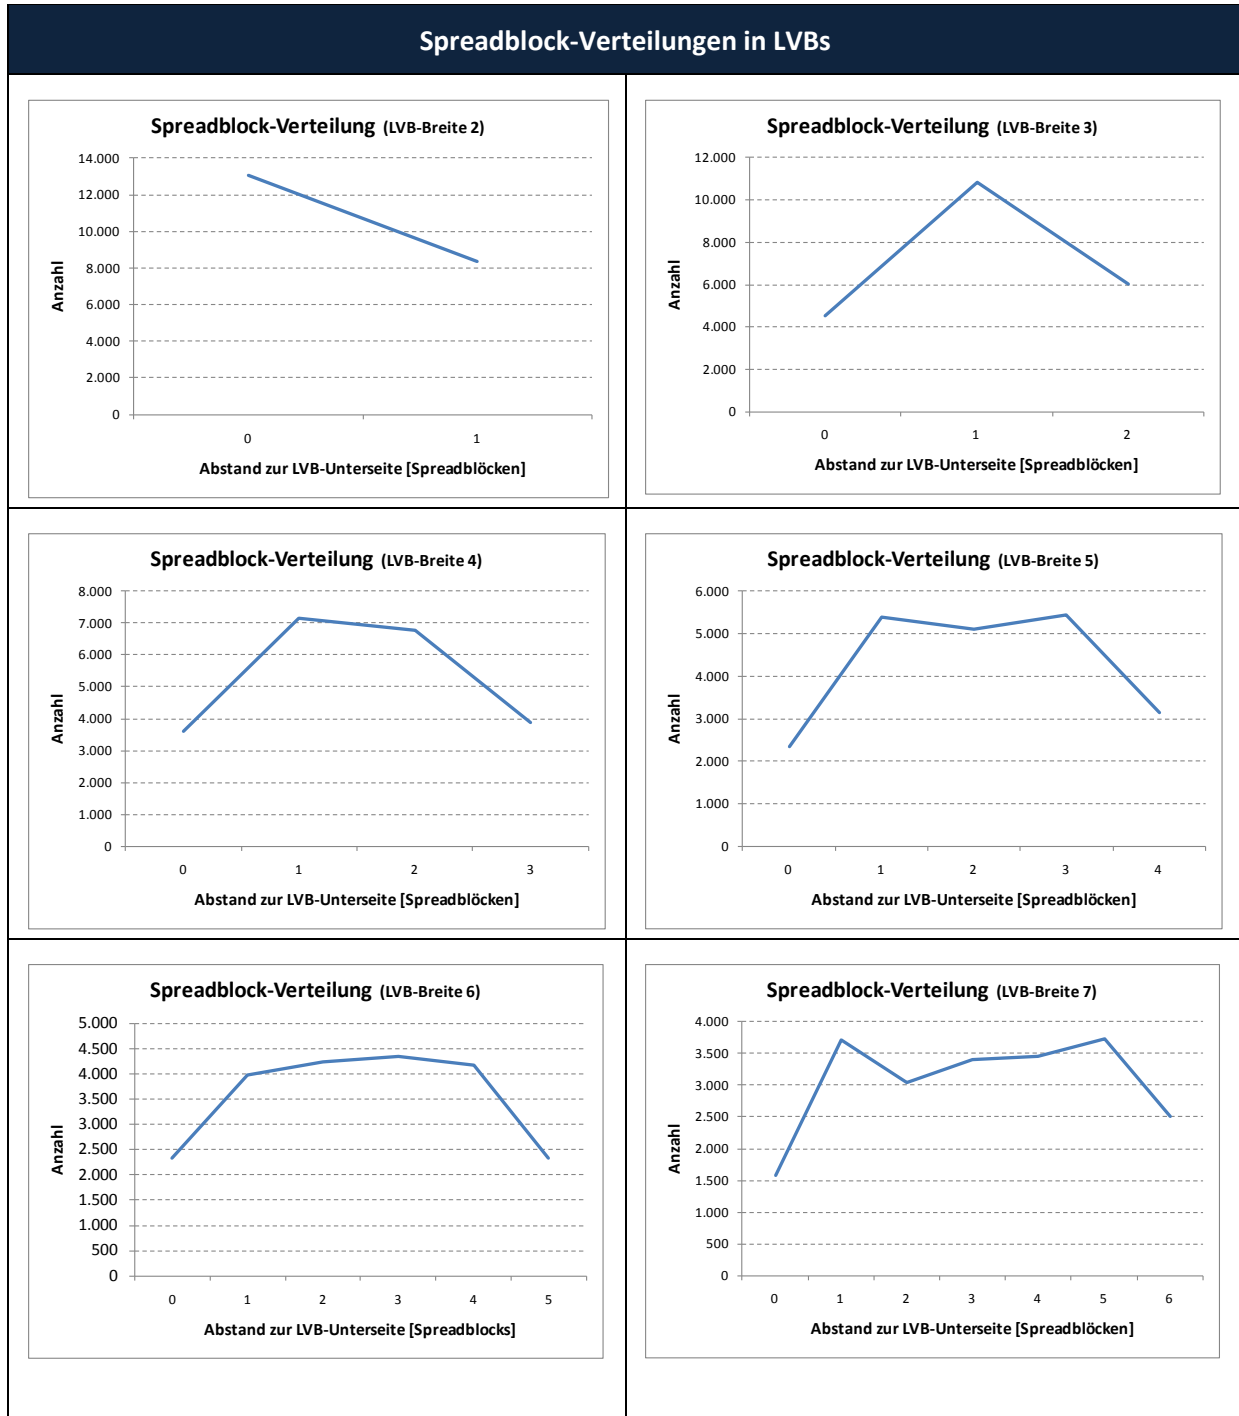 Spreadblock-Verteilungen in LVBs
Spreadblock-Verteilung (LVB-Breite 2)
14.000
12.000
10.000
8.000
6.000
4.000
2.000
0
Anzahl
0 1
Abstand zur LVB-Unterseite [Spreadblöcken]
Spreadblock-Verteilung (LVB-Breite 3)
12.000
10.000
8.000
6.000
4.000
2.000
0
Anzahl
0 1 2
Abstand zur LVB-Unterseite [Spreadblöcken]
Spreadblock-Verteilung (LVB-Breite 4)
8.000
7.000
6.000
5.000
4.000
3.000
2.000
1.000
0
Anzahl
0 1 2 3
Abstand zur LVB-Unterseite [Spreadblöcken]
Spreadblock-Verteilung (LVB-Breite 5)
6.000
5.000
4.000
3.000
2.000
1.000
0
Anzahl
0 1 2 3 4
Abstand zur LVB-Unterseite [Spreadblöcken]
Spreadblock-Verteilung (LVB-Breite 6)
5.000
4.500
4.000
3.500
3.000
2.500
2.000
1.500
1.000
500
0
Anzahl
0 1 2 3 4 5
Abstand zur LVB-Unterseite [Spreadblocks]
Spreadblock-Verteilung (LVB-Breite 7)
4.000
3.500
3.000
2.500
2.000
1.500
1.000
500
0
Anzahl
0 1 2 3 4 5 6
Abstand zur LVB-Unterseite [Spreadblöcken]